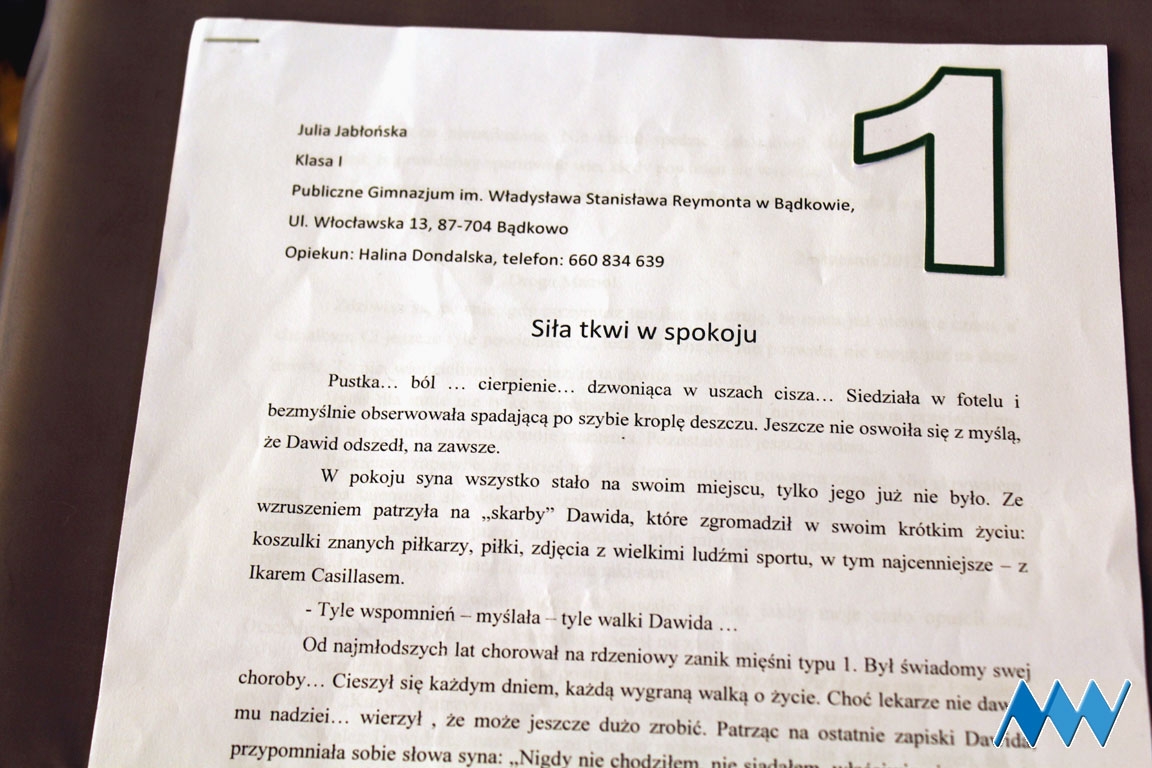 1
Julia Jabłońska
Klasa I
Publiczne Gimnazjum im. Władysława Stanisława Reymonta w Bądkowie,
Ul. Włocławska 13, 87-704 Bądkowo
Opiekun: Halina Dondalska, telefon: 660 834 639
Siła tkwi w spokoju
Pustka… ból … cierpienie… dzwoniąca w uszach cisza… Siedziała w fotelu i
bezmyślnie obserwowała spadającą po szybie kroplę deszczu. Jeszcze nie oswoiła się z myślą,
że Dawid odszedł, na zawsze.
W pokoju syna wszystko stało na swoim miejscu, tylko jego już nie było. Ze
wzruszeniem patrzyła na „skarby” Dawida, które zgromadził w swoim krótkim życiu:
koszulki znanych piłkarzy, piłki, zdjęcia z wielkimi ludźmi sportu, w tym najcenniejsze – z
Ikarem Casillasem.
- Tyle wspomnień – myślała – tyle walki Dawida …
Od najmłodszych lat chorował na rdzeniowy zanik mięśni typu 1. Był świadomy swej
choroby… Cieszył się każdym dniem, każdą wygraną walką o życie. Choć lekarze nie
mu nadziei… wierzył , że może jeszcze dużo zrobić. Patrząc na ostatnie zapiski Dawida
przypomniała sobie słowa syna: „Nigdy nie chodziłem, nie siadałem,